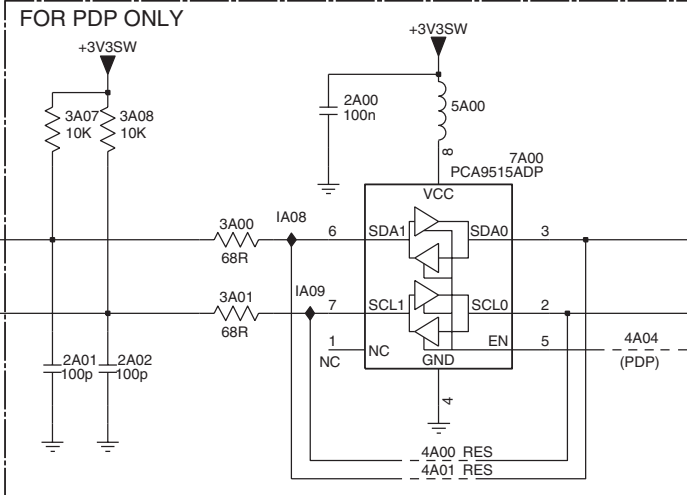 FOR PDP ONLY
+3V3SW
+3V3SW
3A07
10K
3A08
10K
2A00
100n
5A00
8
7A00
PCA9515ADP
VCC
3A00
68R
IA08
6
SDA1
SDA0
3
3A01
68R
IA09
7
SCL1
SCL0
2
1
NC
NC
EN
5
4A04
(PDP)
GND
4
2A01
100p
2A02
100p
4A00 RES
4A01 RES